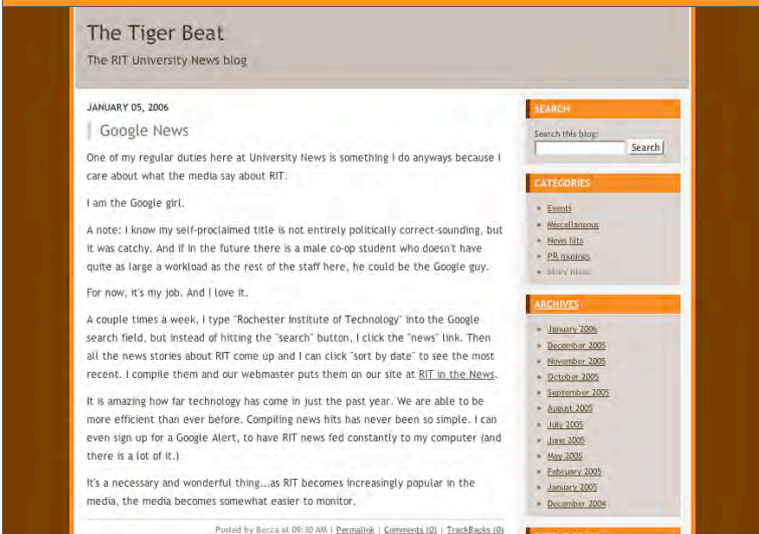 The Tiger Beat
The RIT University News blog
JANUARY 05, 2006
Google News
One of my regular duties here at University News is something I do anyways because I
care about what the media say about RIT.
I am the Google girl.
A note: I know my self-proclaimed title is not entirely politically correct-sounding, but
it was catchy. And if in the future there is a male co-op student who doesn't have
quite as large a workload as the rest of the staff here, he could be the Google guy.
For now, it's my job. And I love it.
A couple times a week, I type "Rochester Institute of Technology" into the Google
search field, but instead of hitting the "search" button, I click the "news" link. Then
all the news stories about RIT come up and I can click "sort by date" to see the most
recent. I compile them and our webmaster puts them on our site at RIT in the News.
It is amazing how far technology has come in just the past year. We are able to be
more efficient than ever before. Compiling news hits has never been so simple. I can
even sign up for a Google Alert, to have RIT news fed constantly to my computer (and
there is a lot of it.)
It's a necessary and wonderful thing...as RIT becomes increasingly popular in the
media, the media becomes somewhat easier to monitor.
Posted by Becca at 09:30 AM | Permalink | Comments (0) | TrackBacks (0)
SEARCH
Search this blog:
Search
CATEGORIES
Events
Miscellaneous
News hits
PR musings
Story ideas
ARCHIVES
January 2006
December 2005
November 2005
October 2005
September 2005
August 2005
July 2005
June 2005
May 2005
February 2005
January 2005
December 2004